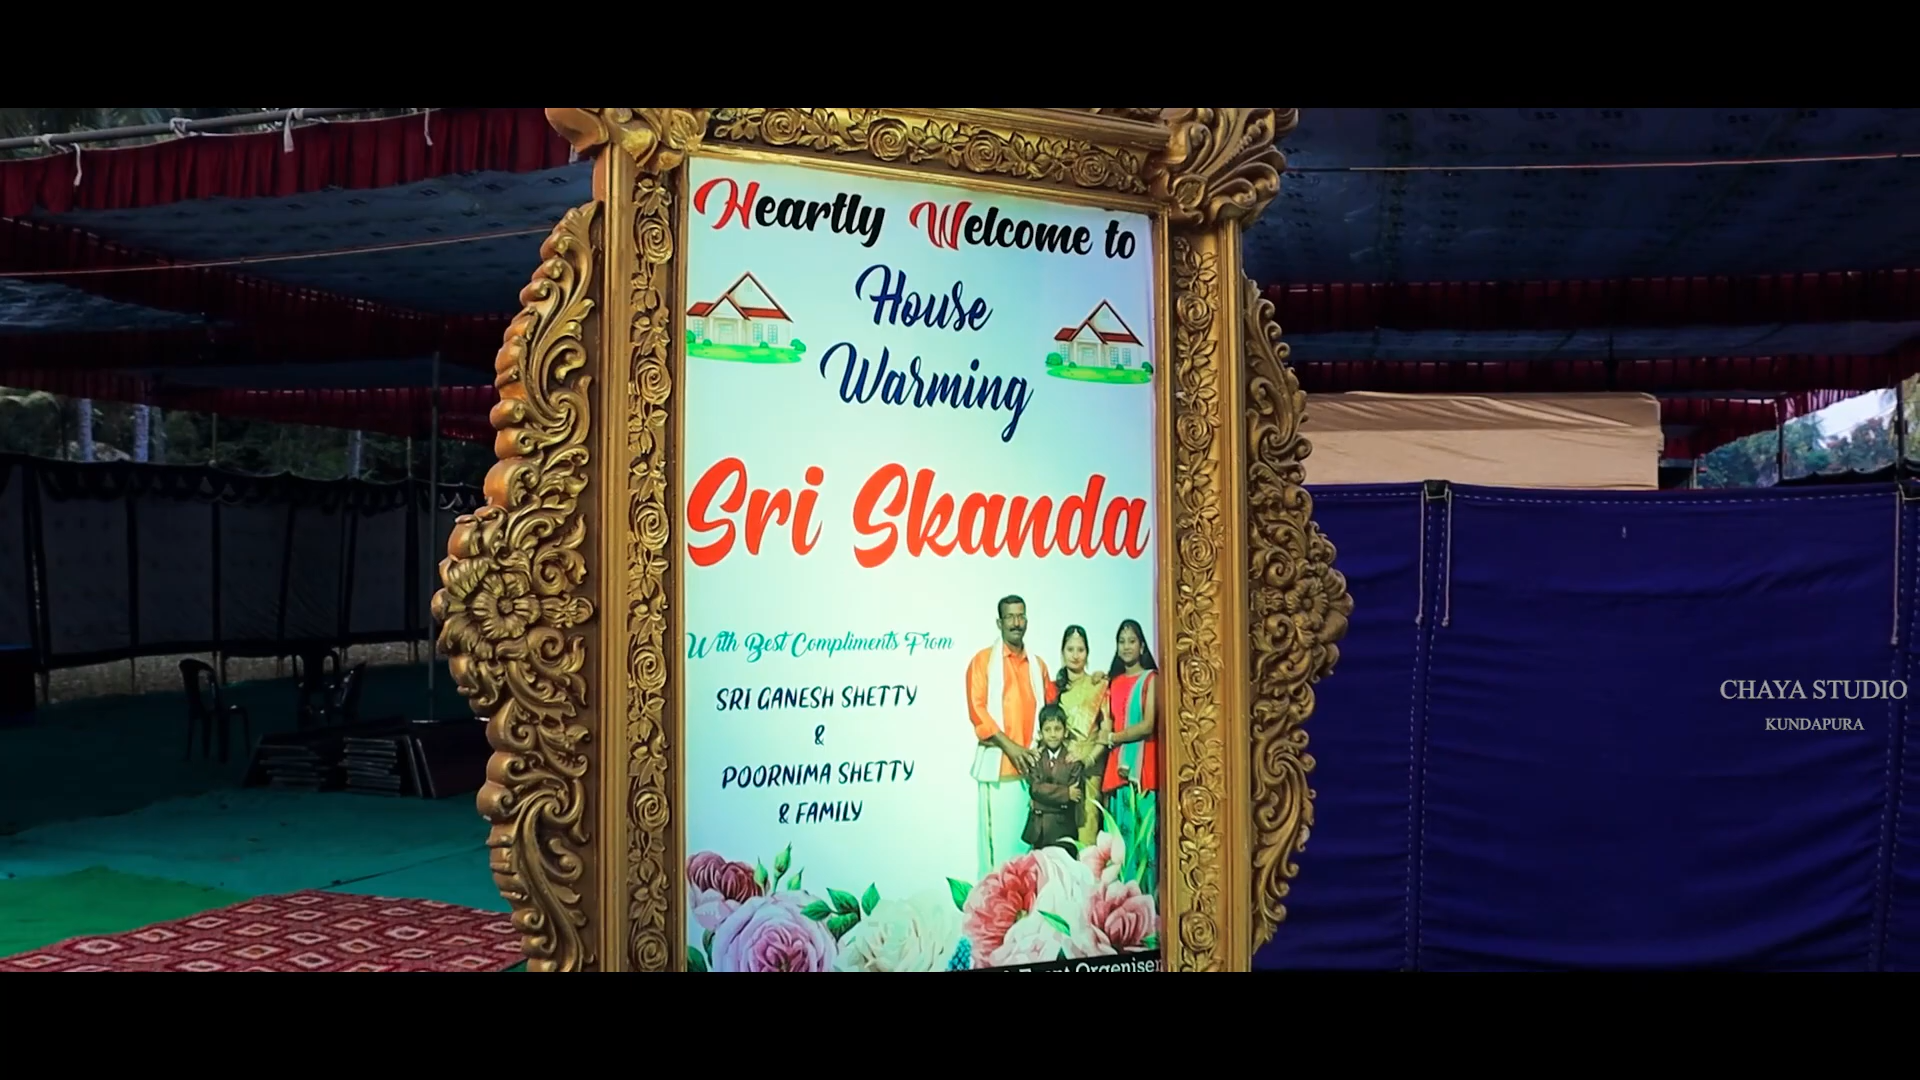 Heartly Welcome to
House
Warming
Sri Skanda
With Best Compliments From
SRI GANESH SHETTY
&
POORNIMA SHETTY
& FAMILY
Orgeniser
CHAYA STUDIO
KUNDAPURA